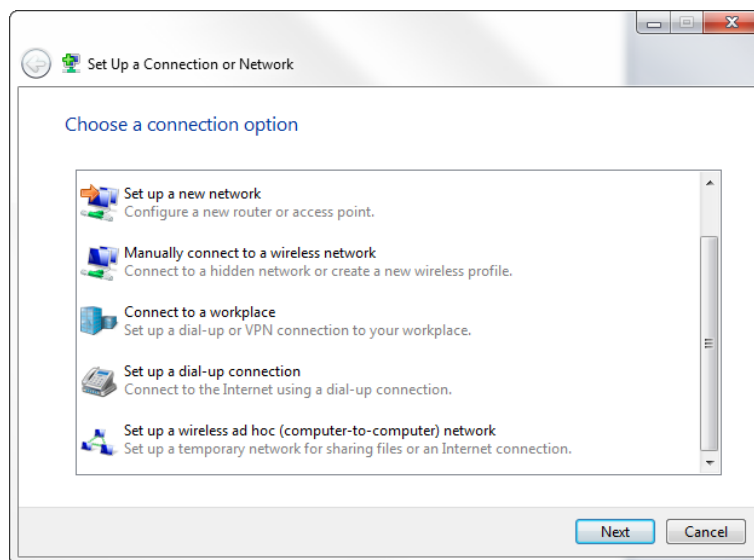 Set Up a Connection or Network
Choose a connection option
Set up a new network
Configure a new router or access point.
Manually connect to a wireless network
Connect to a hidden network or create a new wireless profile.
Connect to a workplace
Set up a dial-up or VPN connection to your workplace.
Set up a dial-up connection
Connect to the Internet using a dial-up connection.
Set up a wireless ad hoc (computer-to-computer) network
Set up a temporary network for sharing files or an Internet connection.
Next Cancel